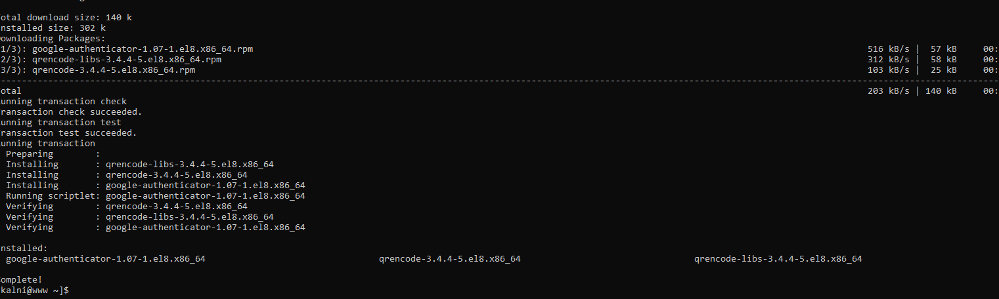 otal download size: 140 k
nstalled size: 302 k
ownloading Packages:
1/3): google-authenticator-1.07-1.el8.x86_64.rpm 516 kB/s | 57 kB 00:
2/3): qrencode-libs-3.4.4-5.el8.x86_64.rpm 312 kB/s | 58 kB 00:
3/3): qrencode-3.4.4-5.el8.x86_64.rpm 103 kB/s | 25 kB 00:
--------------------------------------------------------------------------------
otal 203 kB/s | 140 kB 00:
unning transaction check
ransaction check succeeded.
unning transaction test
ransaction test succeeded.
unning transaction
Preparing :
Installing : qrencode-libs-3.4.4-5.el8.x86_64
Installing : qrencode-3.4.4-5.el8.x86_64
Installing : google-authenticator-1.07-1.el8.x86_64
Running scriptlet: google-authenticator-1.07-1.el8.x86_64
Verifying : qrencode-3.4.4-5.el8.x86_64
Verifying : qrencode-libs-3.4.4-5.el8.x86_64
Verifying : google-authenticator-1.07-1.el8.x86_64
nstalled:
google-authenticator-1.07-1.el8.x86_64 qrencode-3.4.4-5.el8.x86_64 qrencode-libs-3.4.4-5.el8.x86_64
omplete!
kalni@www ~]$